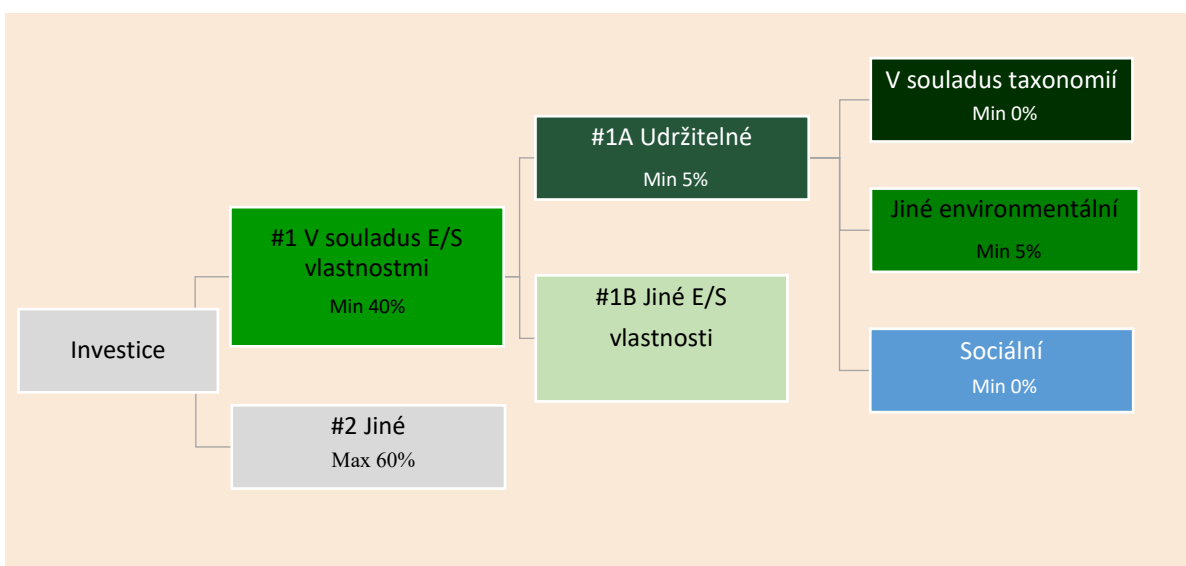 Investice
#1 V souladus E/S
vlastnostmi
Min 40%
#2 Jiné
Max 60%
#1A Udržitelné
Min 5%
#1B Jiné E/S
vlastnosti
V souladus taxonomií
Min 0%
Jiné environmentální
Min 5%
Sociální
Min 0%